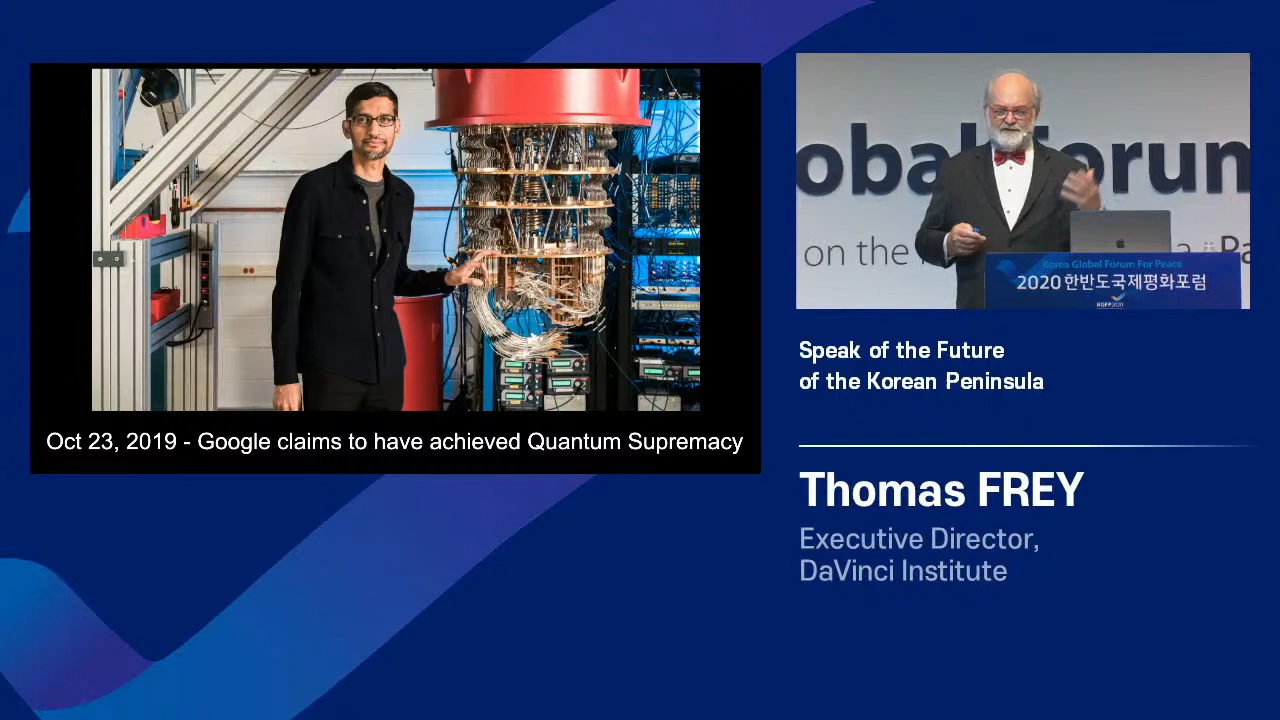 Oct 23, 2019 - Google claims to have achieved Quantum Supremacy
obal Forum
on the
a
Pa
Korea Global Forum For Peace
2020 한반도국제평화포럼
KGFP2020
Speak of the Future
of the Korean Peninsula
Thomas FREY
Executive Director,
DaVinci Institute